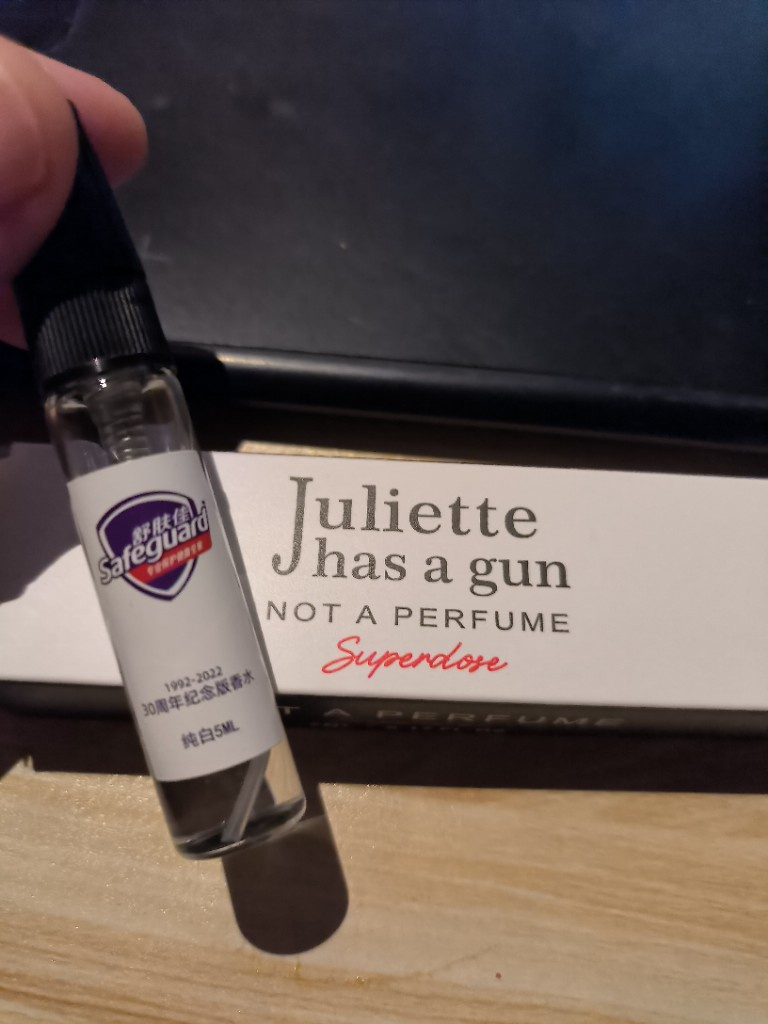 舒肤佳
Safeguard
1992-2022
30周年纪念版香水
纯白5ML
Juliette
has a gun
NOT A PERFUME
Superdose
T A PERFUME